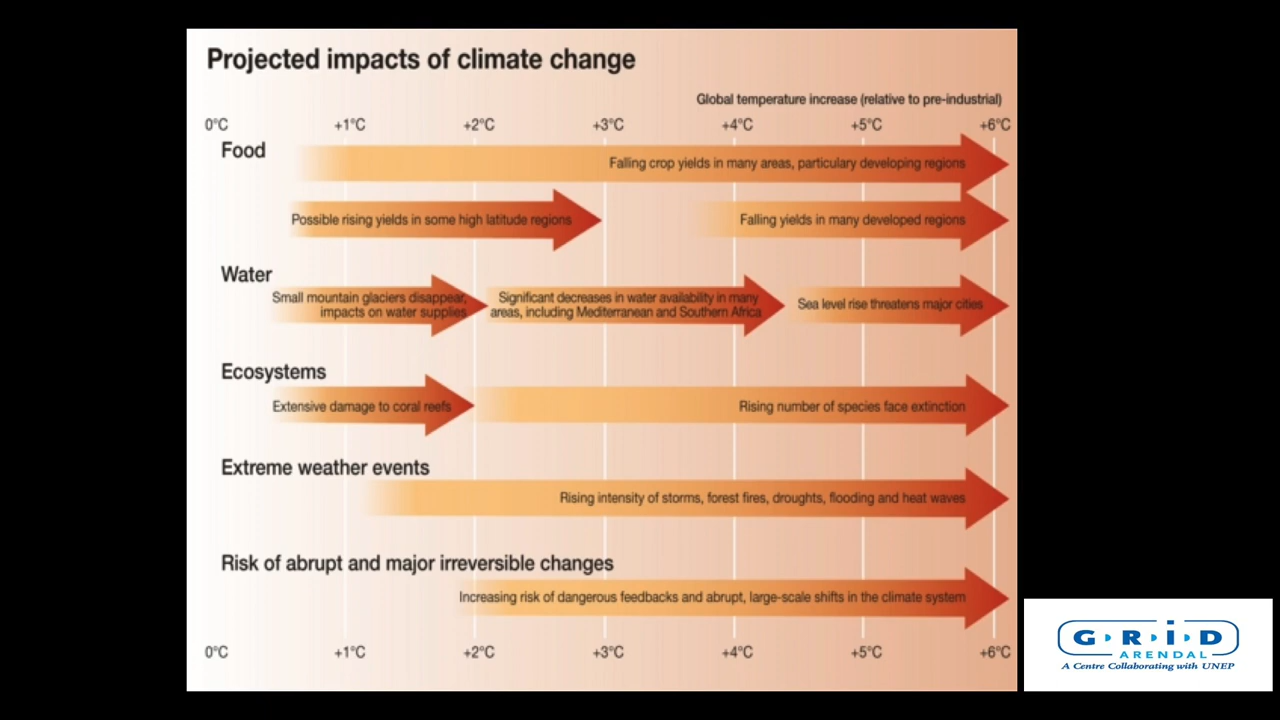 Projected impacts of climate change
Global temperature increase (relative to pre-industrial)
0°C +1°C +2°C +3°C +4°C +5°C +6°C
Food
Falling crop yields in many areas, particulary developing regions
Possible rising yields in some high latitude regions
Falling yields in many developed regions
Water
Small mountain glaciers disappear,
impacts on water supplies
Significant decreases in water availability in many
areas, including Mediterranean and Southern Africa
Sea level rise threatens major cities
Ecosystems
Extensive damage to coral reefs
Rising number of species face extinction
Extreme weather events
Rising intensity of storms, forest fires, droughts, flooding and heat waves
Risk of abrupt and major irreversible changes
Increasing risk of dangerous feedbacks and abrupt, large-scale shifts in the climate system
0°C +1°C +2°C +3°C +4°C +5°C +6°C
G·R·i·D
ARENDAL
A Centre Collaborating with UNEP